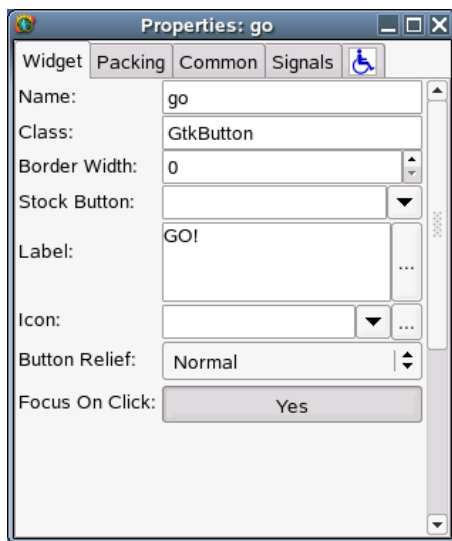 Properties: go
Widget Packing Common Signals
Name: go
Class: GtkButton
Border Width: 0
Stock Button:
Label: GO!
...
Icon: ...
Button Relief: Normal
Focus On Click: Yes